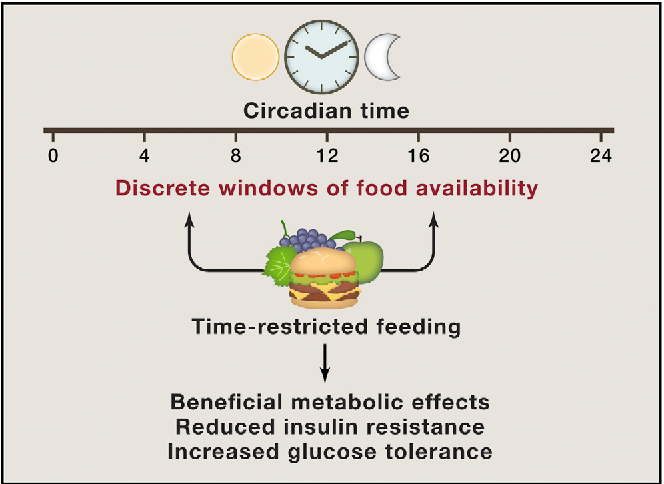 Circadian time
0 4 8 12 16 20 24
Discrete windows of food availability
Time-restricted feeding
Beneficial metabolic effects
Reduced insulin resistance
Increased glucose tolerance